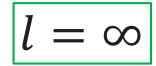 l = ∞